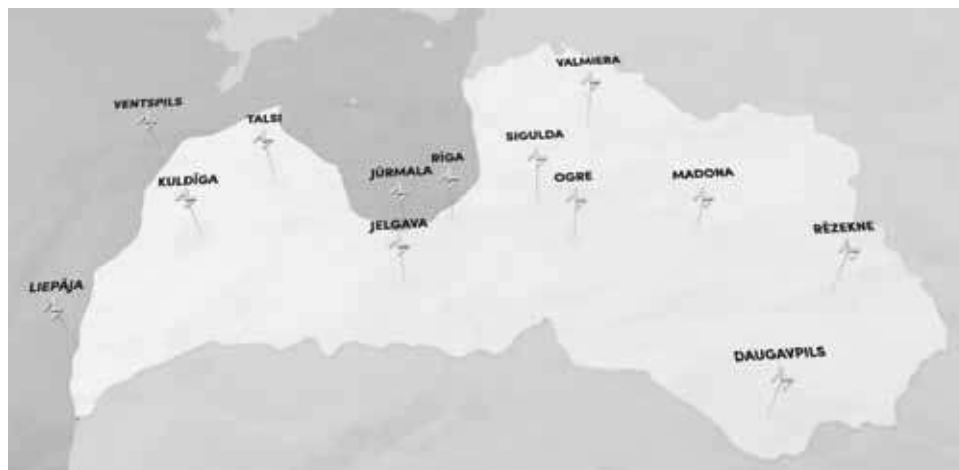 VALMIERA
VENTSPILS
TALSI
SIGULDA
RĪGA
JŪRMALA
KULDĪGA
OGRE
MADONA
JELGAVA
RĒZEKNE
LIEPĀJA
DAUGAVPILS